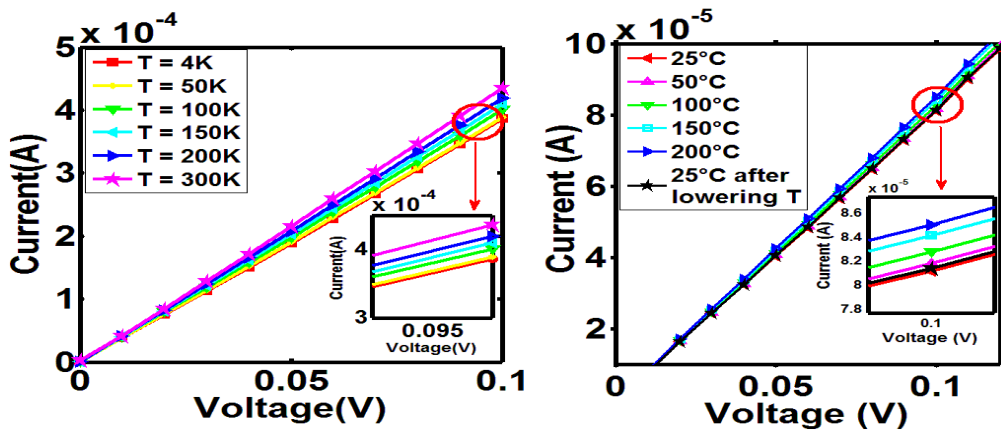 x 10⁻⁴
5
4
3
2
1
0
Current(A)
T = 4K
T = 50K
T = 100K
T = 150K
T = 200K
T = 300K
x 10⁻⁴
4
3
Current(A)
0.095
Voltage(V)
0
0.05
0.1
Voltage(V)
x 10⁻⁵
10
8
6
4
2
Current (A)
25°C
50°C
100°C
150°C
200°C
25°C after
lowering T
x 10⁻⁵
8.6
8.4
8.2
8
7.8
Current (A)
0.1
Voltage (V)
0
0.05
0.1
Voltage (V)